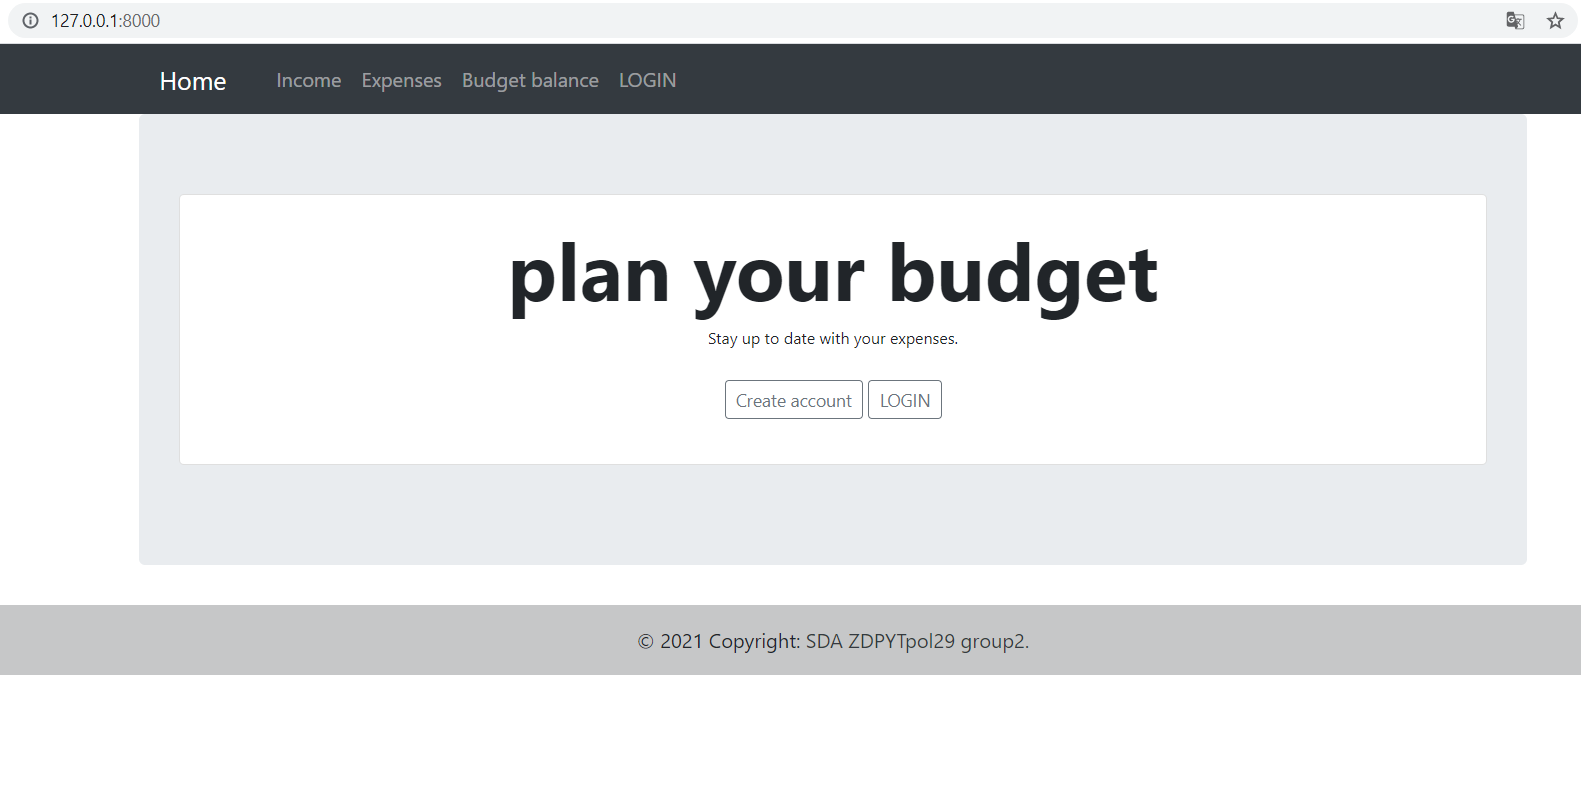 127.0.0.1:8000
Home Income Expenses Budget balance LOGIN
plan your budget
Stay up to date with your expenses.
Create account LOGIN
© 2021 Copyright: SDA ZDPYTpol29 group2.